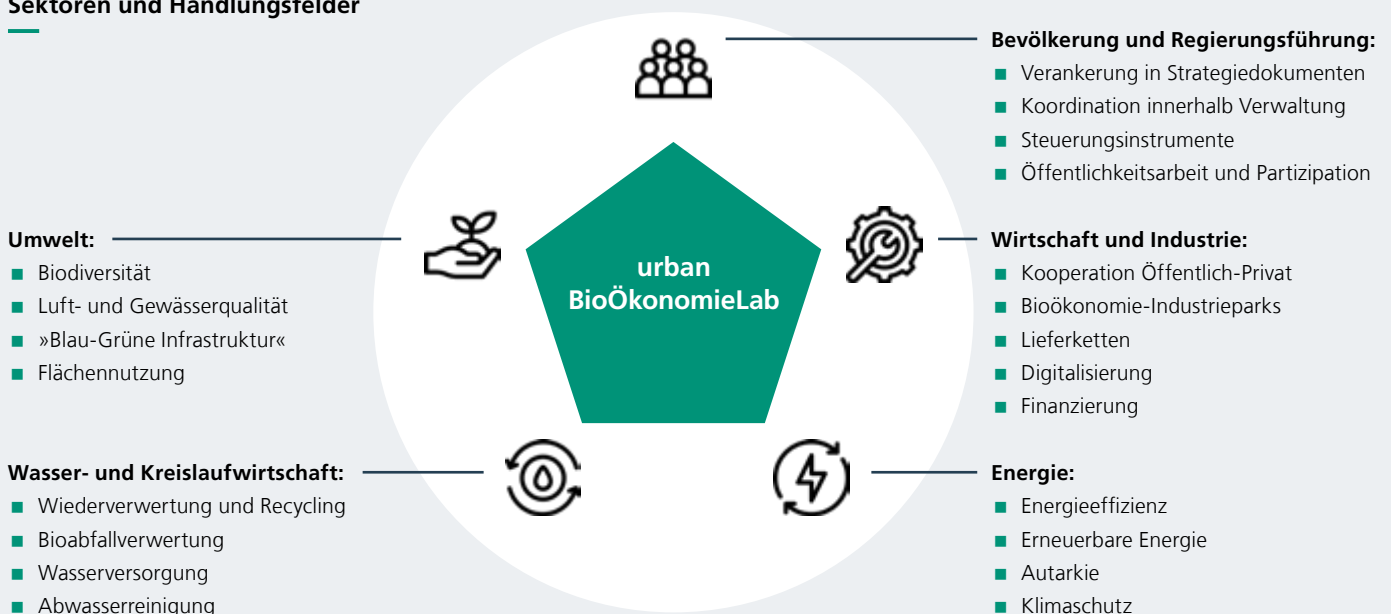 Sektoren und Handlungsfelder
Bevölkerung und Regierungsführung:
Verankerung in Strategiedokumenten
Koordination innerhalb Verwaltung
Steuerungsinstrumente
Öffentlichkeitsarbeit und Partizipation
Umwelt:
Biodiversität
Luft- und Gewässerqualität
»Blau-Grüne Infrastruktur«
Flächennutzung
urban
BioÖkonomieLab
Wirtschaft und Industrie:
Kooperation Öffentlich-Privat
Bioökonomie-Industrieparks
Lieferketten
Digitalisierung
Finanzierung
Wasser- und Kreislaufwirtschaft:
Wiederverwertung und Recycling
Bioabfallverwertung
Wasserversorgung
Abwasserreinigung
Energie:
Energieeffizienz
Erneuerbare Energie
Autarkie
Klimaschutz